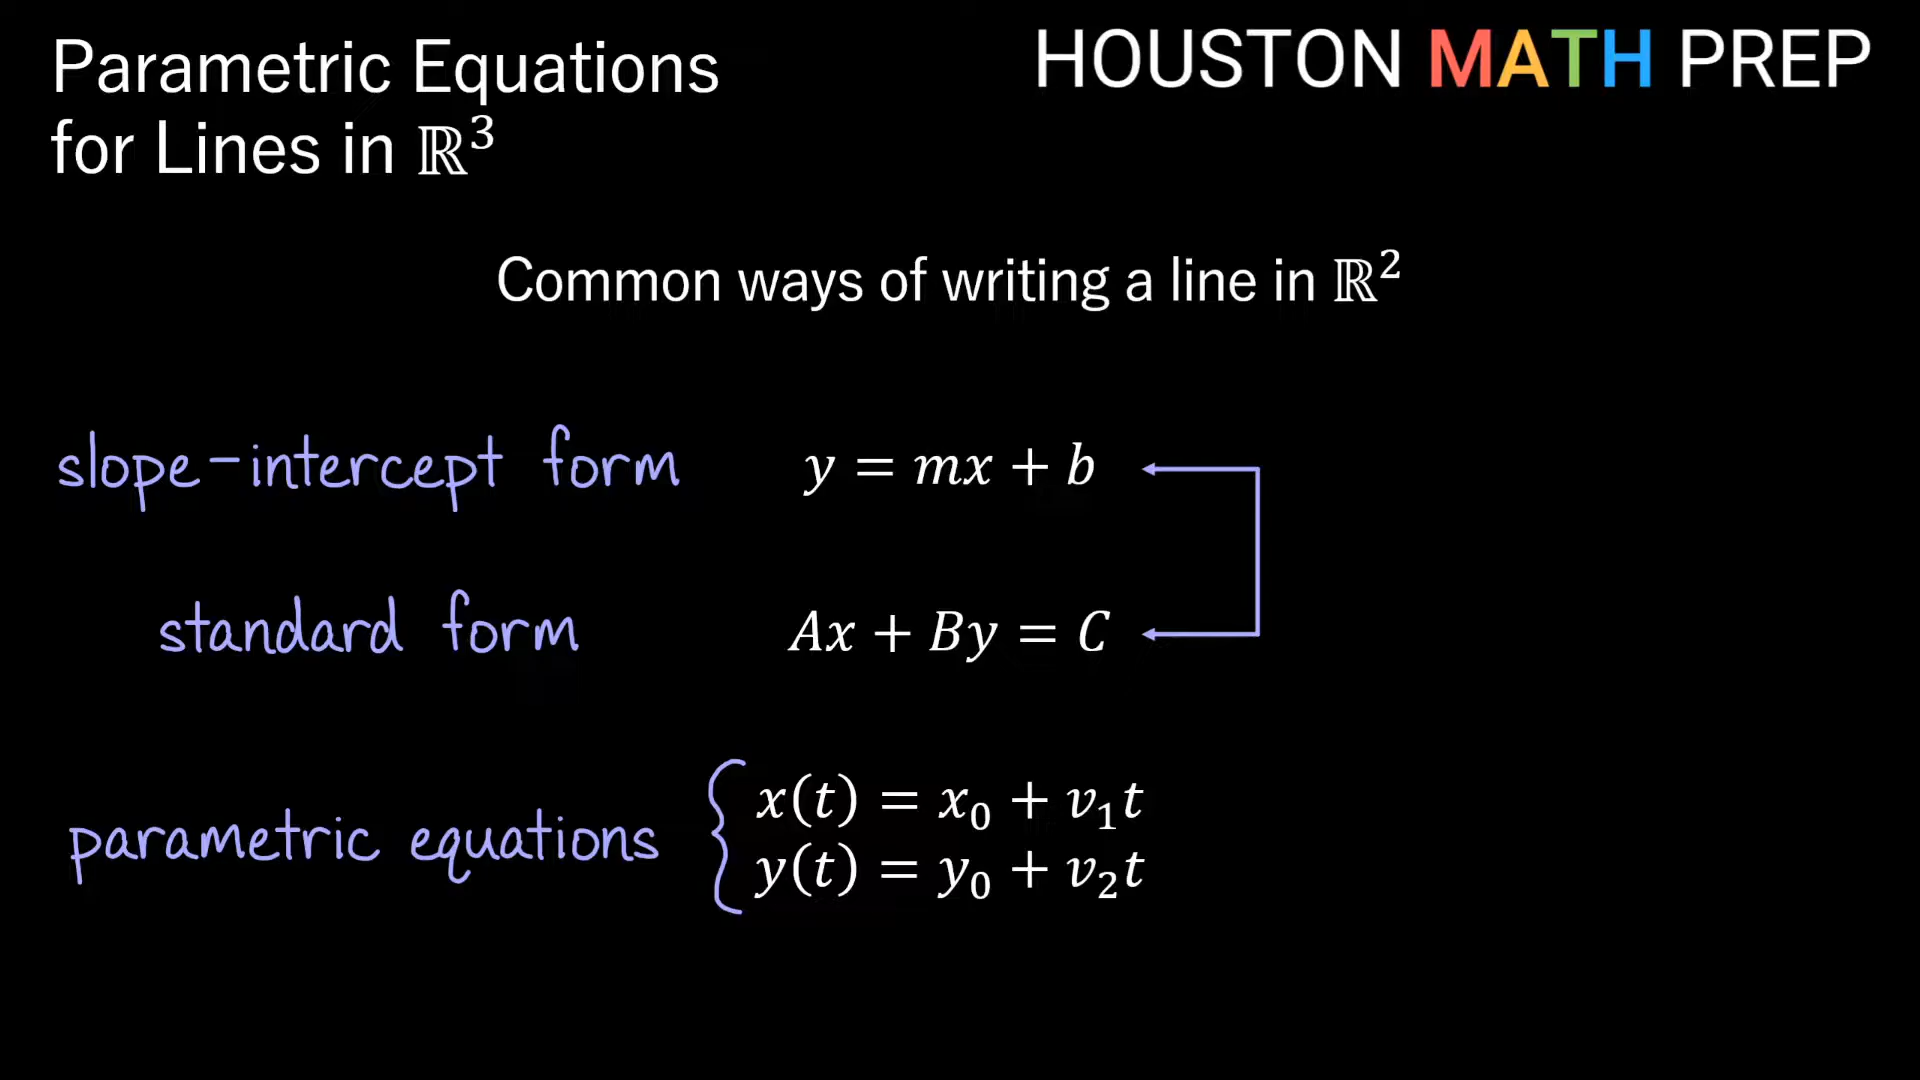 Parametric Equations
for Lines in ℝ³
HOUSTON MATH PREP
Common ways of writing a line in ℝ²
slope-intercept form y = mx + b
standard form Ax + By = C
parametric equations
x(t) = x₀ + v₁t
y(t) = y₀ + v₂t